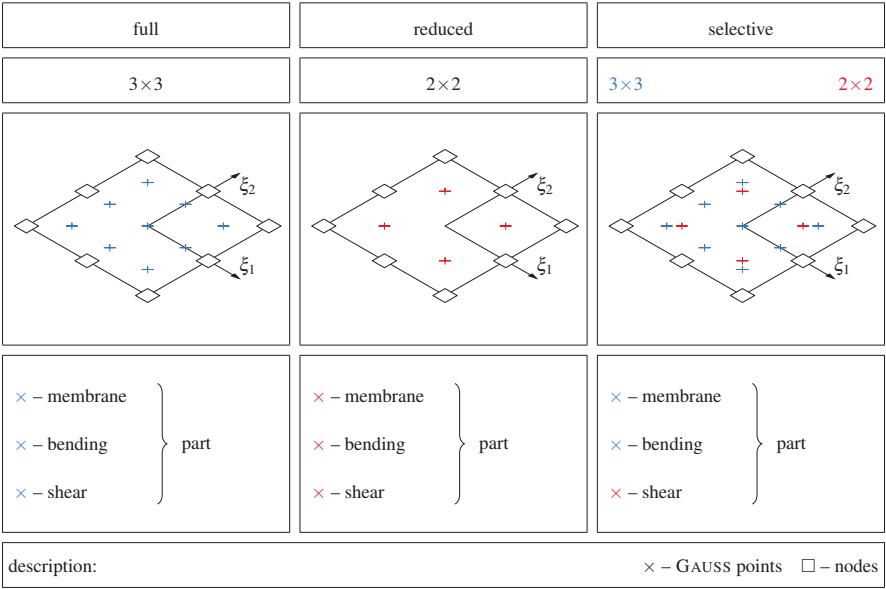 full
reduced
selective
3×3
2×2
3×3 2×2
ξ2
ξ1
ξ2
ξ1
ξ2
ξ1
× – membrane
× – bending
× – shear
part
× – membrane
× – bending
× – shear
part
× – membrane
× – bending
× – shear
part
description: × – GAUSS points □ – nodes